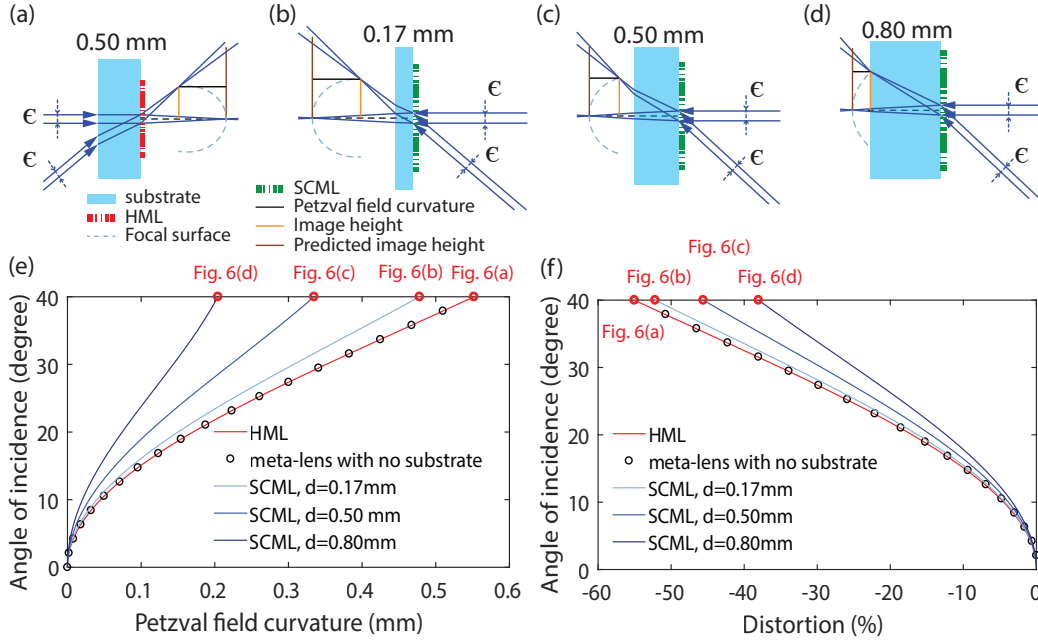 (a)
0.50 mm
ϵ
ϵ
(b)
0.17 mm
ϵ
ϵ
(c)
0.50 mm
ϵ
ϵ
(d)
0.80 mm
ϵ
ϵ
substrate
HML
Focal surface
SCML
Petzval field curvature
Image height
Predicted image height
(e)
Fig. 6(d)
Fig. 6(c)
Fig. 6(b)
Fig. 6(a)
40
30
20
10
0
Angle of incidence (degree)
HML
meta-lens with no substrate
SCML, d=0.17mm
SCML, d=0.50 mm
SCML, d=0.80mm
0
0.1
0.2
0.3
0.4
0.5
0.6
Petzval field curvature (mm)
(f)
Fig. 6(c)
Fig. 6(b)
Fig. 6(d)
Fig. 6(a)
40
30
20
10
0
Angle of incidence (degree)
HML
meta-lens with no substrate
SCML, d=0.17mm
SCML, d=0.50mm
SCML, d=0.80mm
-60
-50
-40
-30
-20
-10
0
Distortion (%)